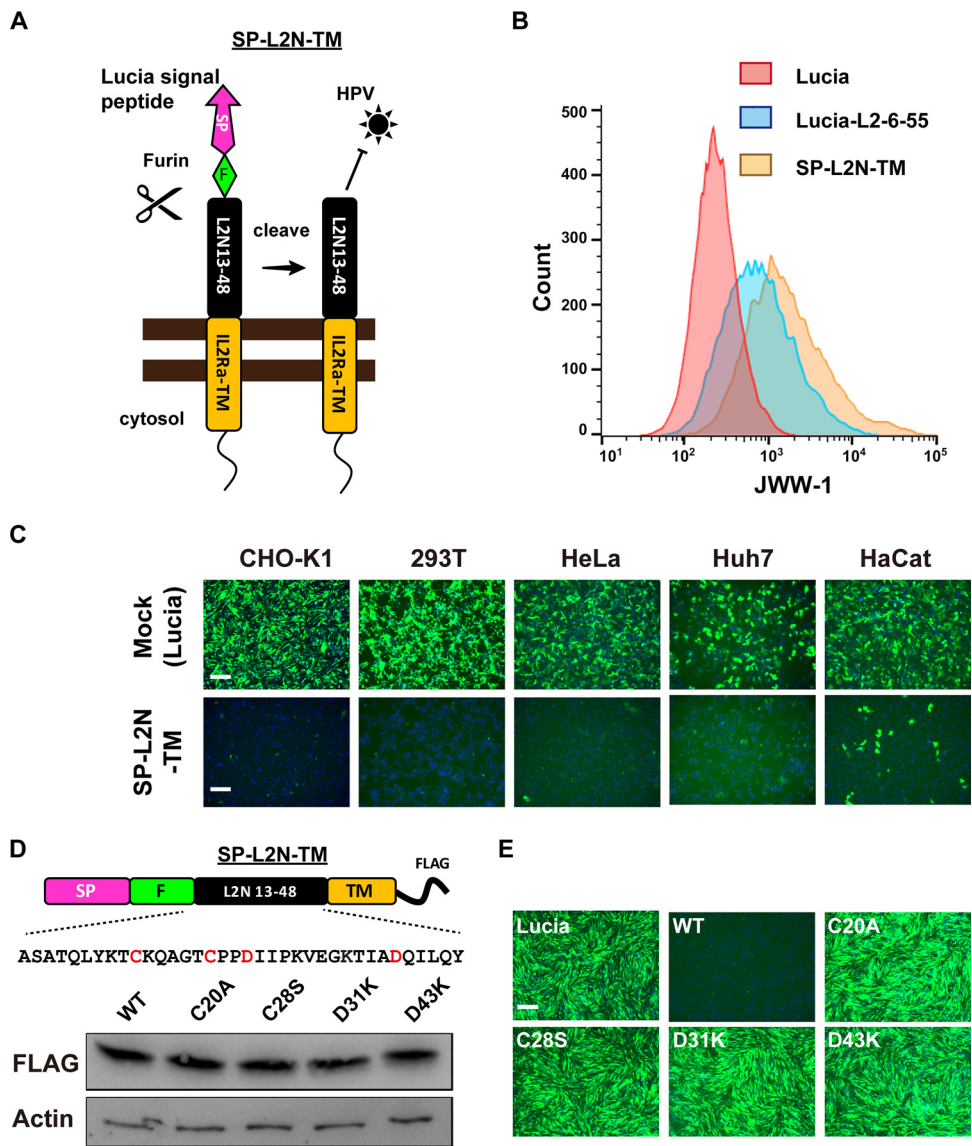 A
SP-L2N-TM
Lucia signal
peptide
SP
HPV
Furin
F
L2N13-48
cleave
L2N13-48
IL2Ra-TM
IL2Ra-TM
cytosol
B
Lucia
Lucia-L2-6-55
SP-L2N-TM
500
400
300
200
100
0
Count
10¹ 10² 10³ 10⁴ 10⁵
JWW-1
C
CHO-K1 293T HeLa Huh7 HaCat
Mock
(Lucia)
SP-L2N
-TM
D
SP-L2N-TM
FLAG
SP F L2N 13-48 TM
ASATQLYKTCKQAGTCPPDIIPKVEGKTIADQILQY
WT C20A C28S D31K D43K
FLAG
Actin
E
Lucia WT C20A
C28S D31K D43K